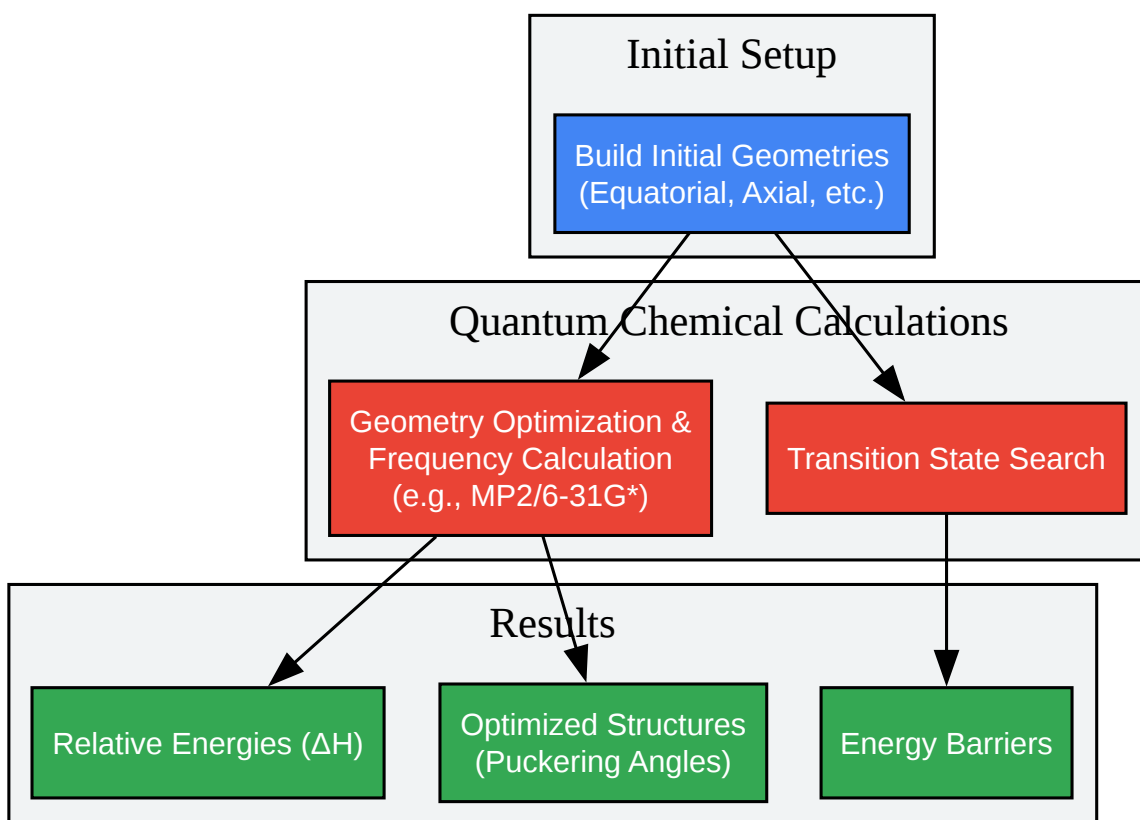 Initial Setup
Build Initial Geometries
(Equatorial, Axial, etc.)
Quantum Chemical Calculations
Geometry Optimization &
Frequency Calculation
(e.g., MP2/6-31G*)
Transition State Search
Results
Relative Energies (ΔH)
Optimized Structures
(Puckering Angles)
Energy Barriers